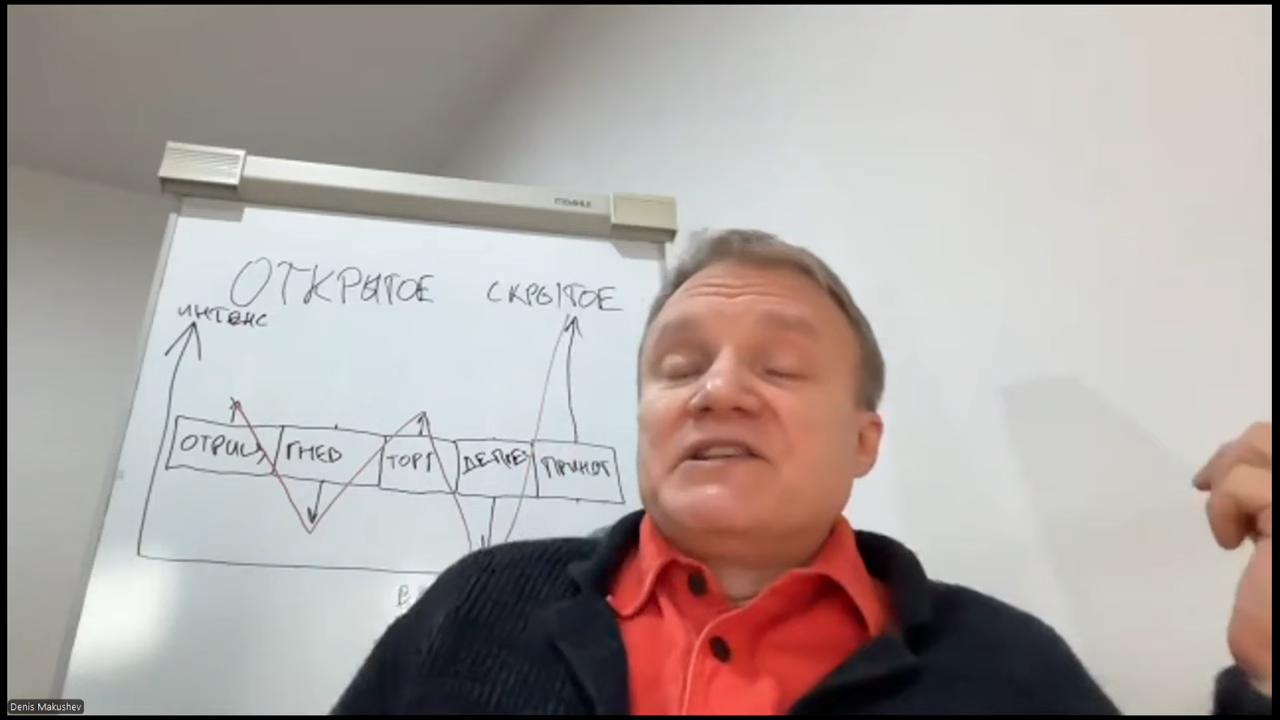 ОТКРЫТОЕ СКРЫТОЕ
ИНТЕНС
ОТРИЦ ГНЕВ ТОРГ ДЕПРЕС ПРИНЯТ
В
Denis Makushev